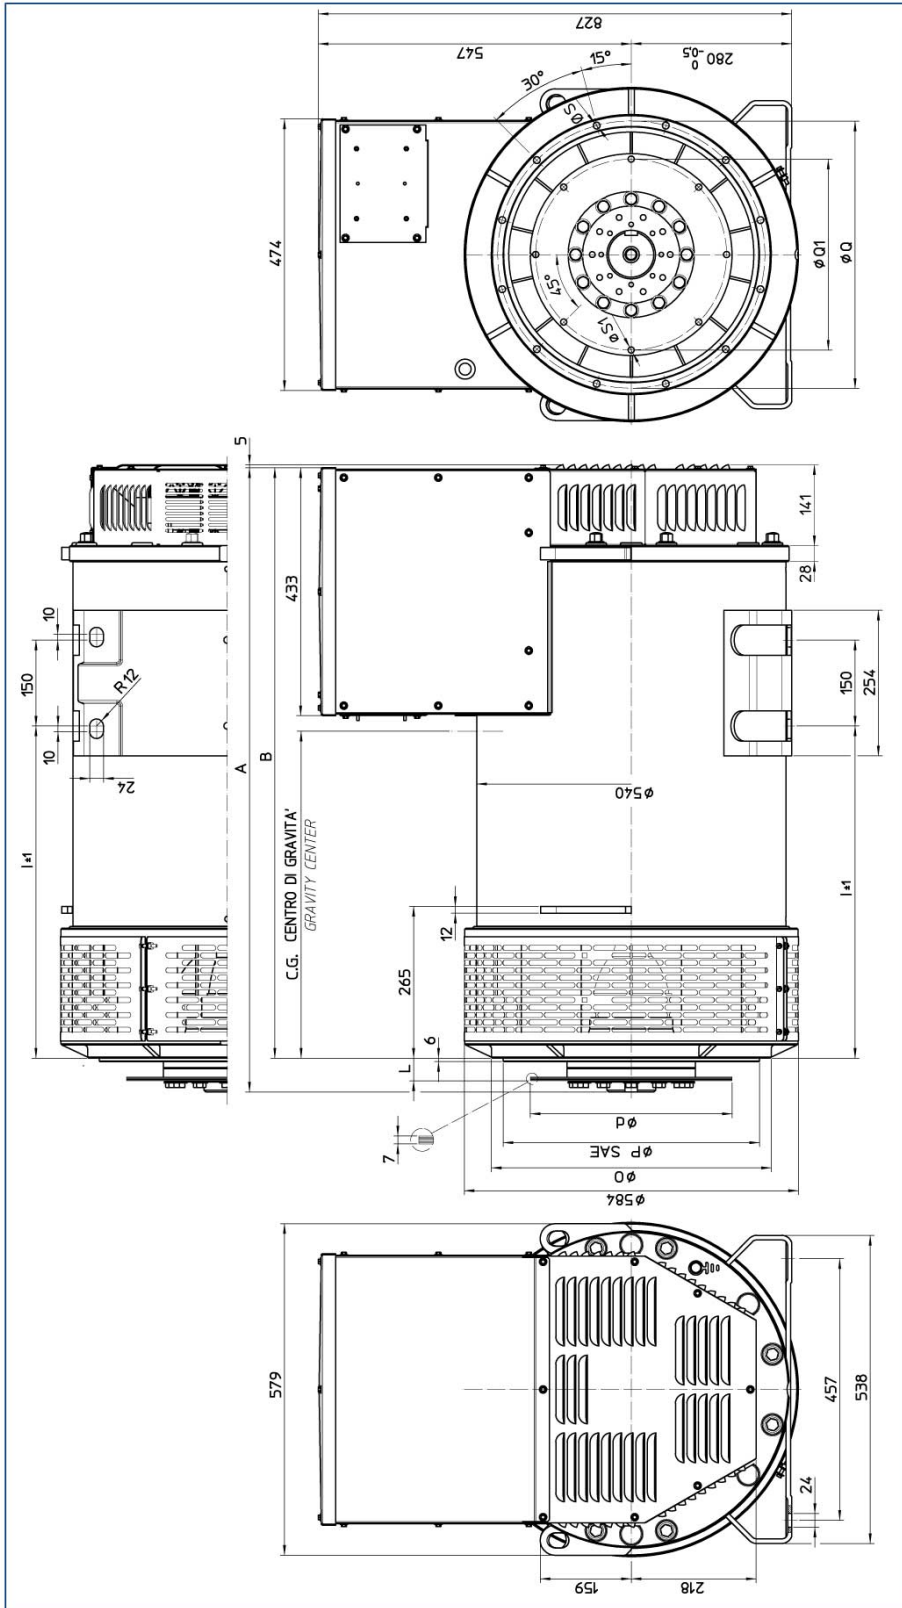 827
547
280 0 -0,5
30°
15°
ØS
474
45°
ØS1
ØQ1
ØQ
5
141
28
433
10
150
R12
10
24
A
B
I±1
C.G. CENTRO DI GRAVITA'
GRAVITY CENTER
Ø540
150
254
I±1
12
265
6
L
7
Ød
ØP SAE
ØO
Ø584
579
457
538
24
159
218